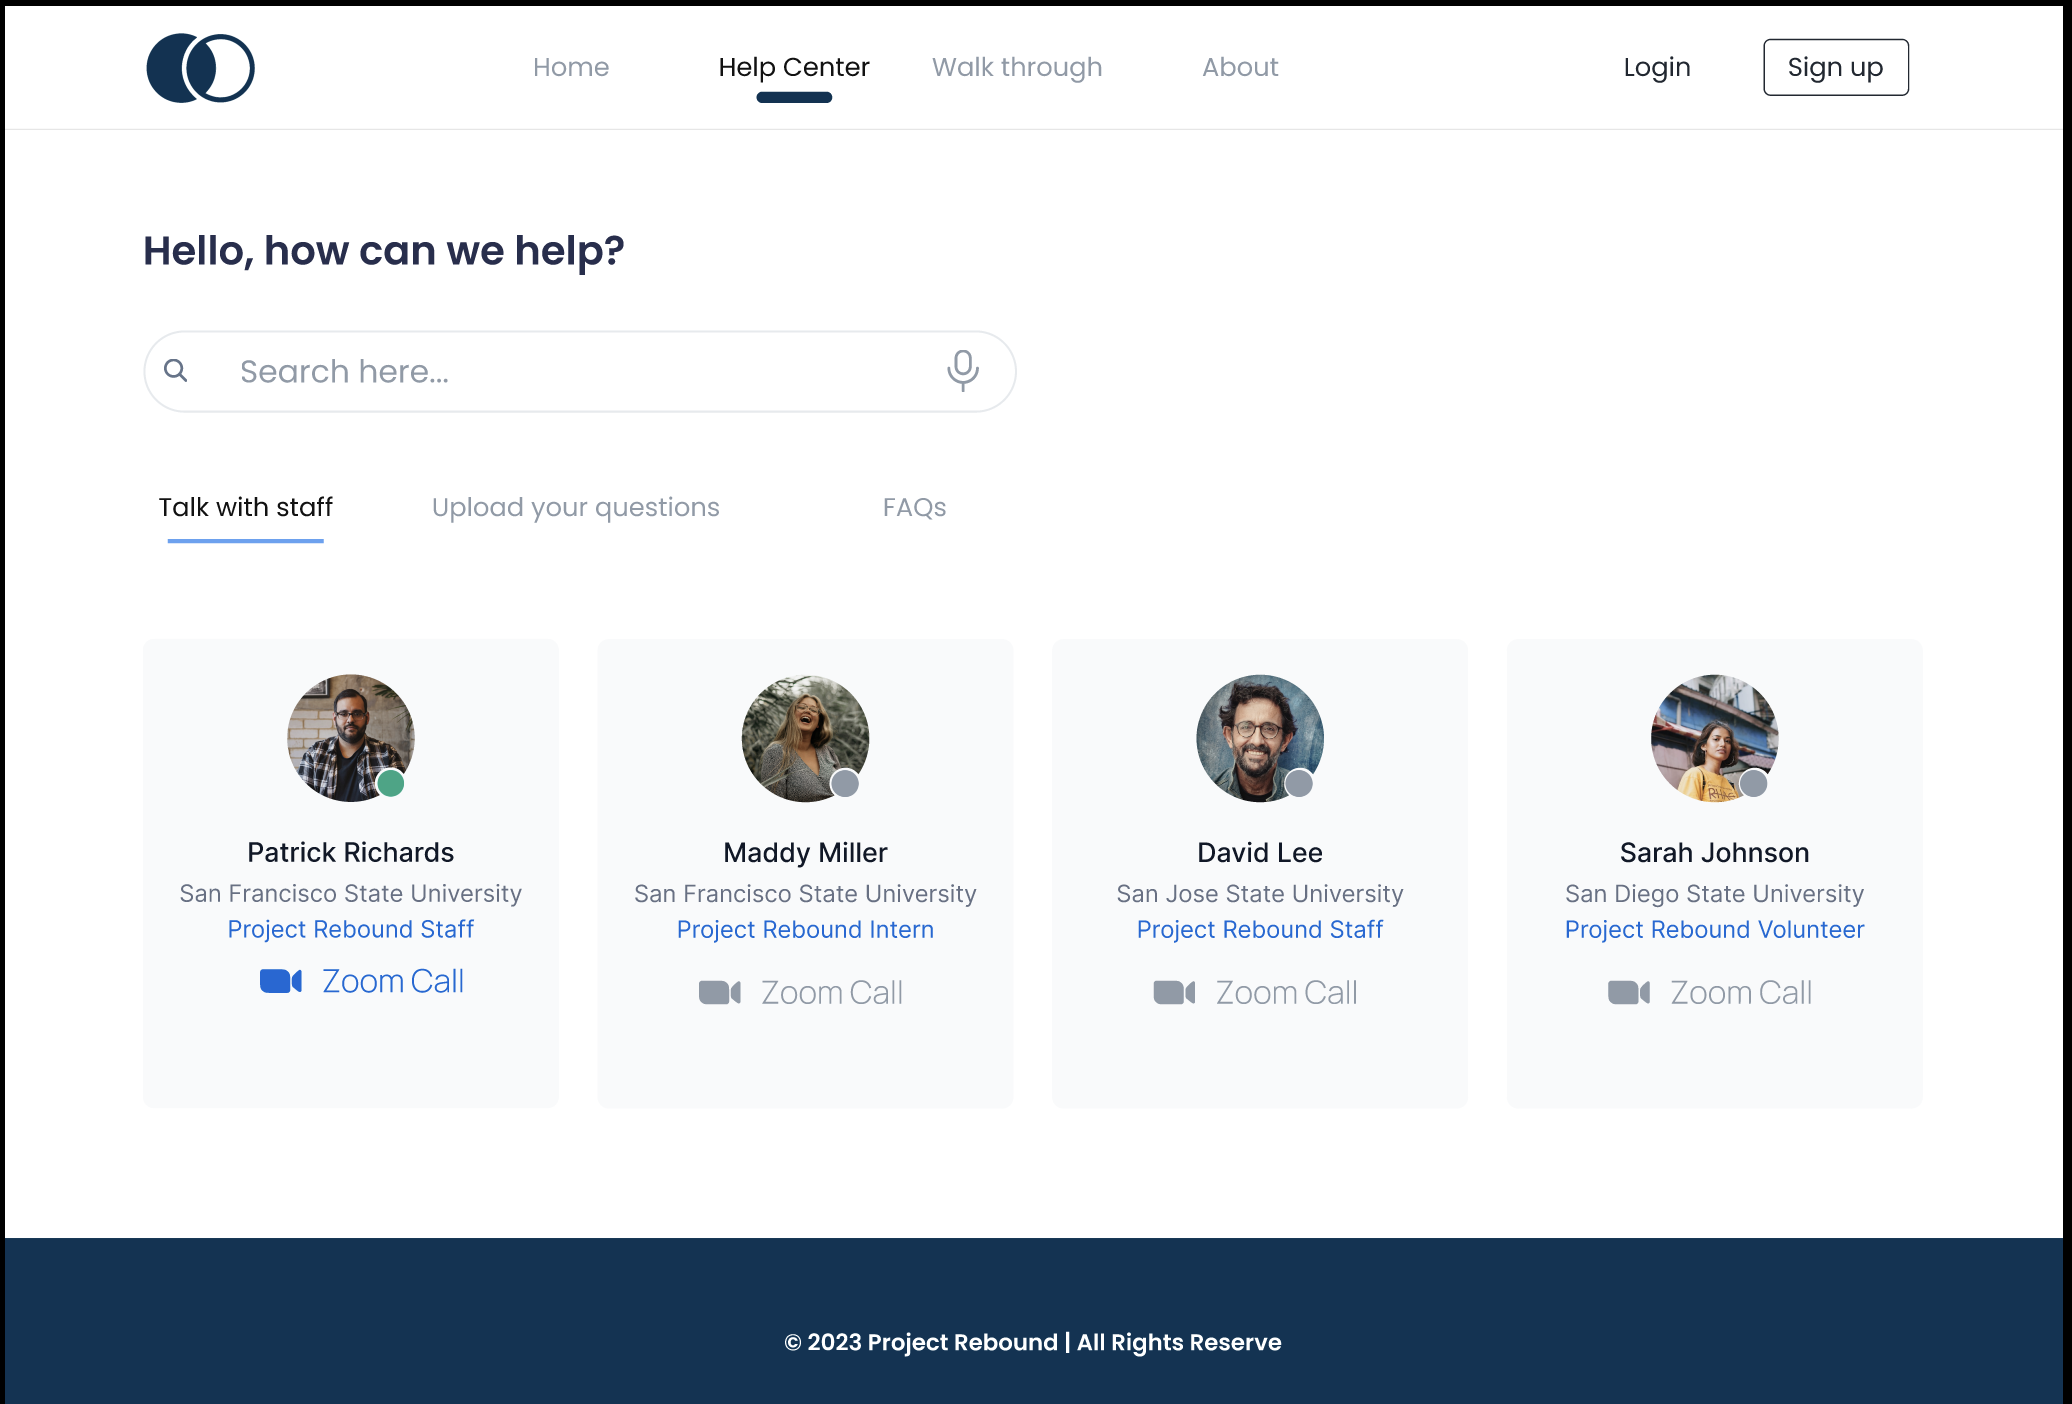 Home Help Center Walk through About Login Sign up
Hello, how can we help?
Search here...
Talk with staff Upload your questions FAQs
Patrick Richards
San Francisco State University
Project Rebound Staff
Zoom Call
Maddy Miller
San Francisco State University
Project Rebound Intern
Zoom Call
David Lee
San Jose State University
Project Rebound Staff
Zoom Call
Sarah Johnson
San Diego State University
Project Rebound Volunteer
Zoom Call
© 2023 Project Rebound | All Rights Reserve